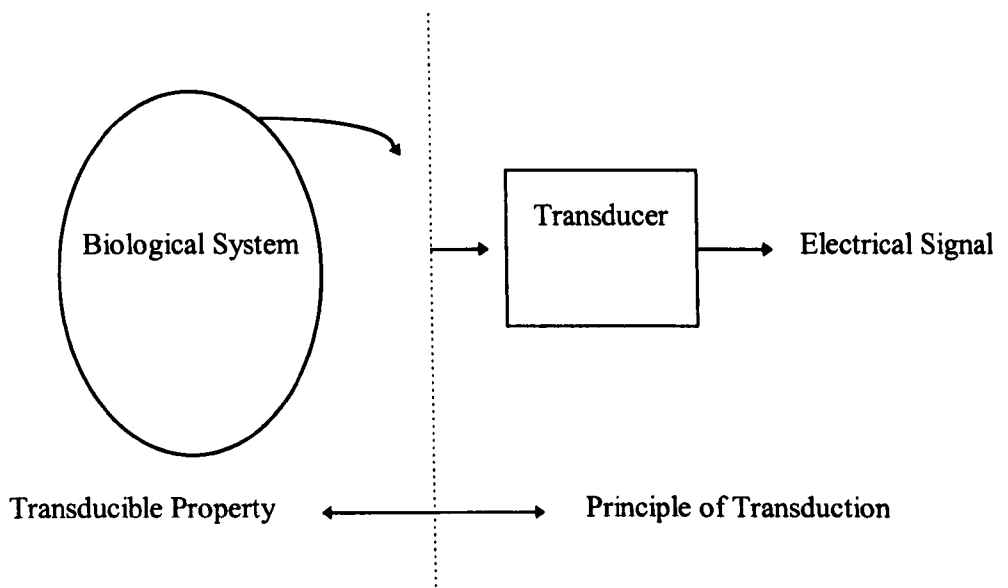 Transducer
Biological System
Electrical Signal
Transducible Property
Principle of Transduction